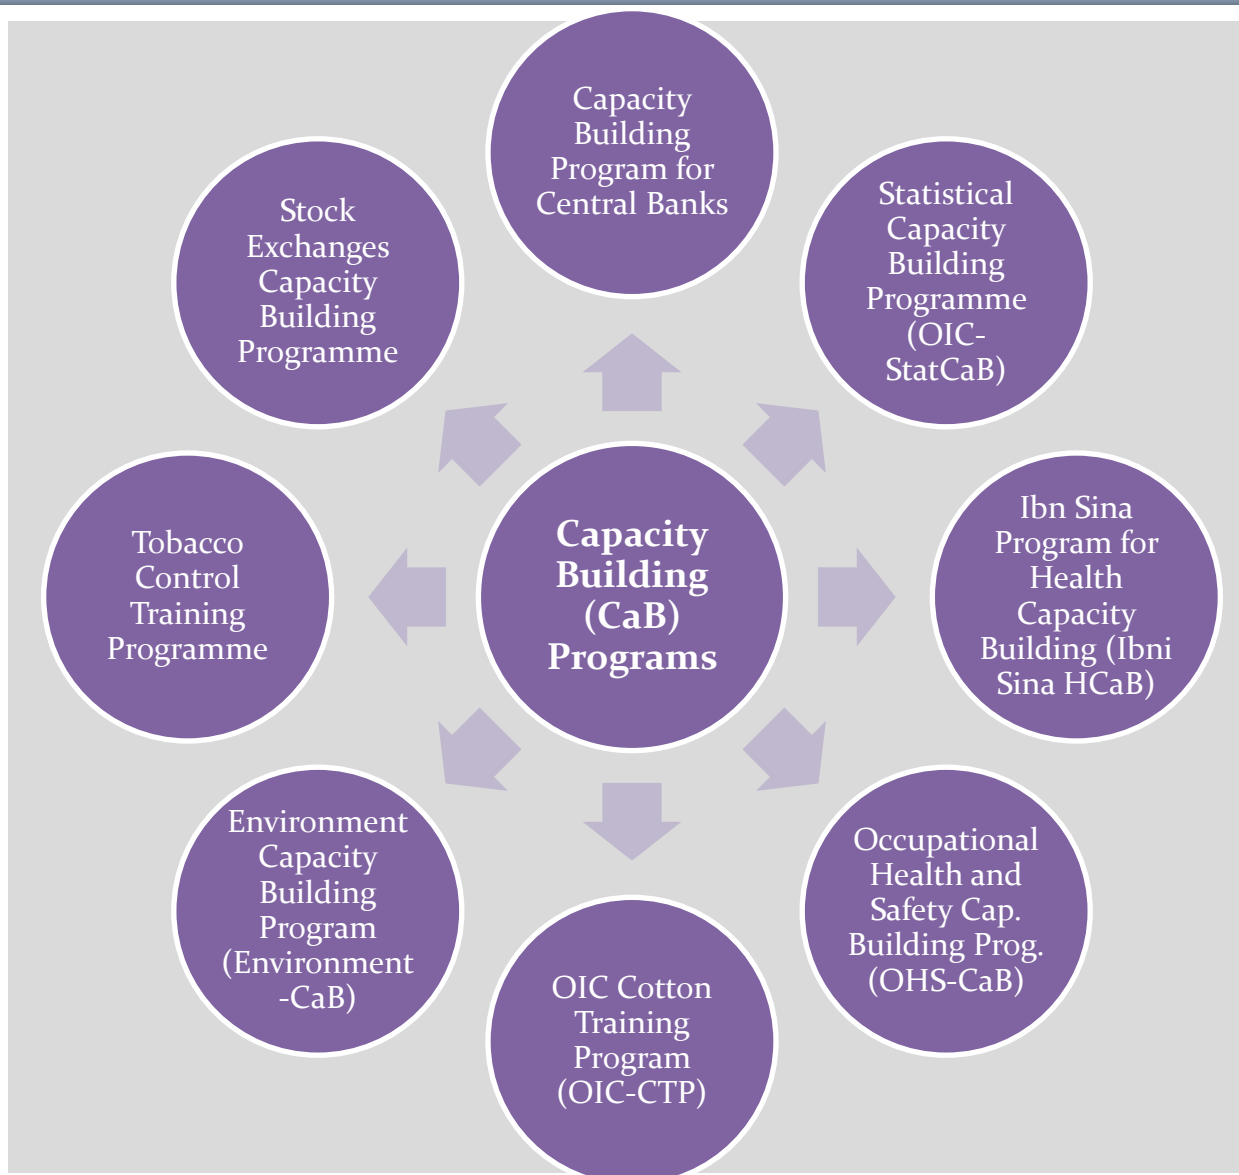 Capacity
Building
Program for
Central Banks
Statistical
Capacity
Building
Programme
(OIC-
StatCaB)
Ibn Sina
Program for
Health
Capacity
Building (Ibni
Sina HCaB)
Occupational
Health and
Safety Cap.
Building Prog.
(OHS-CaB)
OIC Cotton
Training
Program
(OIC-CTP)
Environment
Capacity
Building
Program
(Environment
-CaB)
Tobacco
Control
Training
Programme
Stock
Exchanges
Capacity
Building
Programme
Capacity
Building
(CaB)
Programs